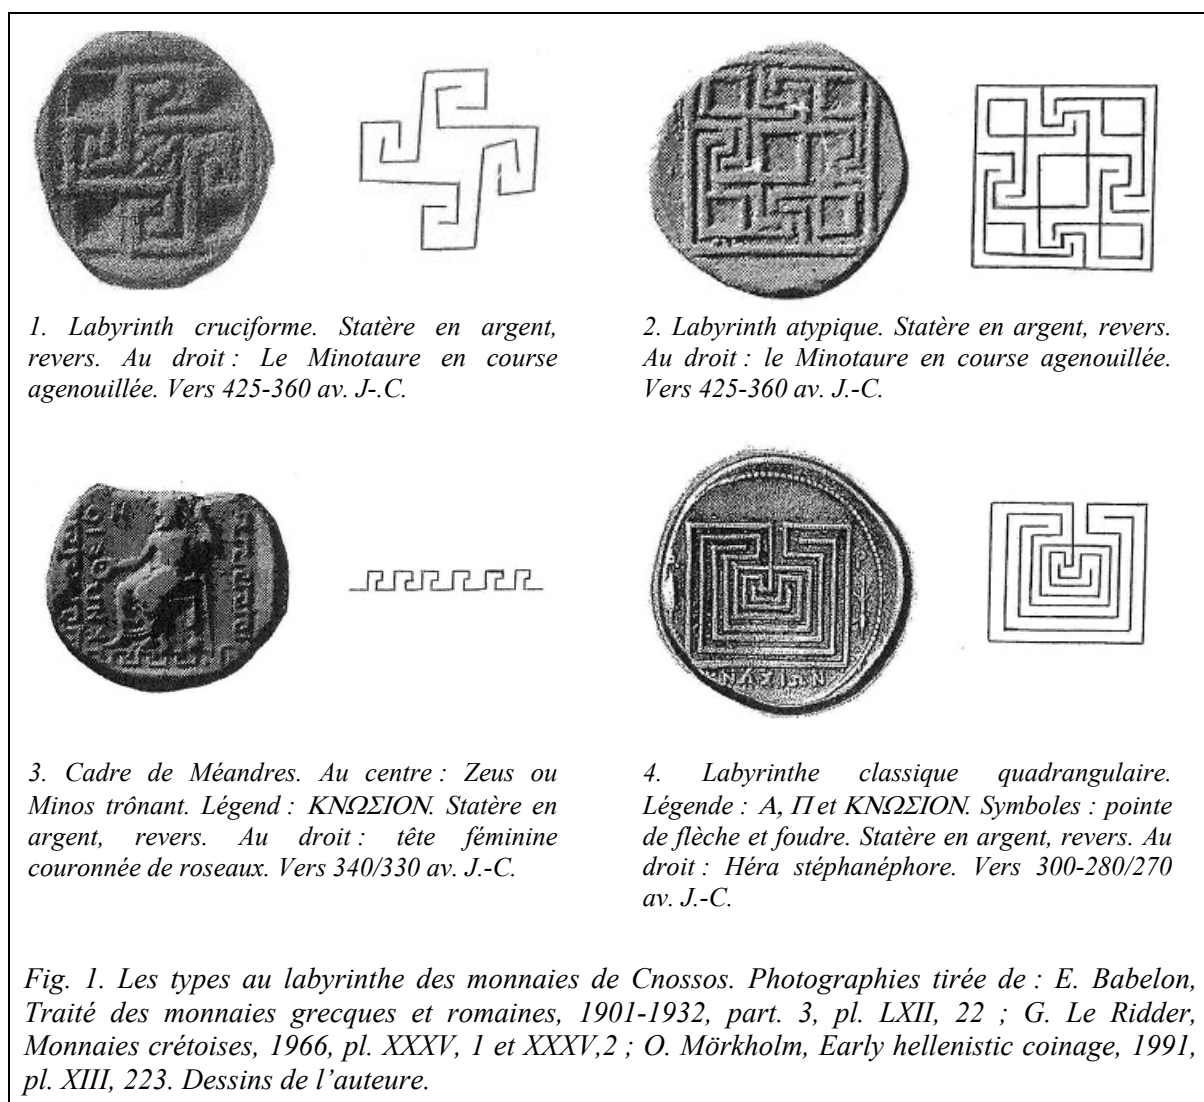 1. Labyrinth cruciforme. Statère en argent,
revers. Au droit : Le Minotaure en course
agenouillée. Vers 425-360 av. J-.C.
2. Labyrinth atypique. Statère en argent, revers.
Au droit : le Minotaure en course agenouillée.
Vers 425-360 av. J.-C.
ΝΑΣΙΩΝ
3. Cadre de Méandres. Au centre : Zeus ou
Minos trônant. Légend : ΚΝΩΣΙΟΝ. Statère en
argent, revers. Au droit : tête féminine
couronnée de roseaux. Vers 340/330 av. J.-C.
4. Labyrinthe classique quadrangulaire.
Légende : Α, Π et ΚΝΩΣΙΟΝ. Symboles : pointe
de flèche et foudre. Statère en argent, revers. Au
droit : Héra stéphanéphore. Vers 300-280/270
av. J.-C.
Fig. 1. Les types au labyrinthe des monnaies de Cnossos. Photographies tirée de : E. Babelon,
Traité des monnaies grecques et romaines, 1901-1932, part. 3, pl. LXII, 22 ; G. Le Ridder,
Monnaies crétoises, 1966, pl. XXXV, 1 et XXXV,2 ; O. Mörkholm, Early hellenistic coinage, 1991,
pl. XIII, 223. Dessins de l'auteure.